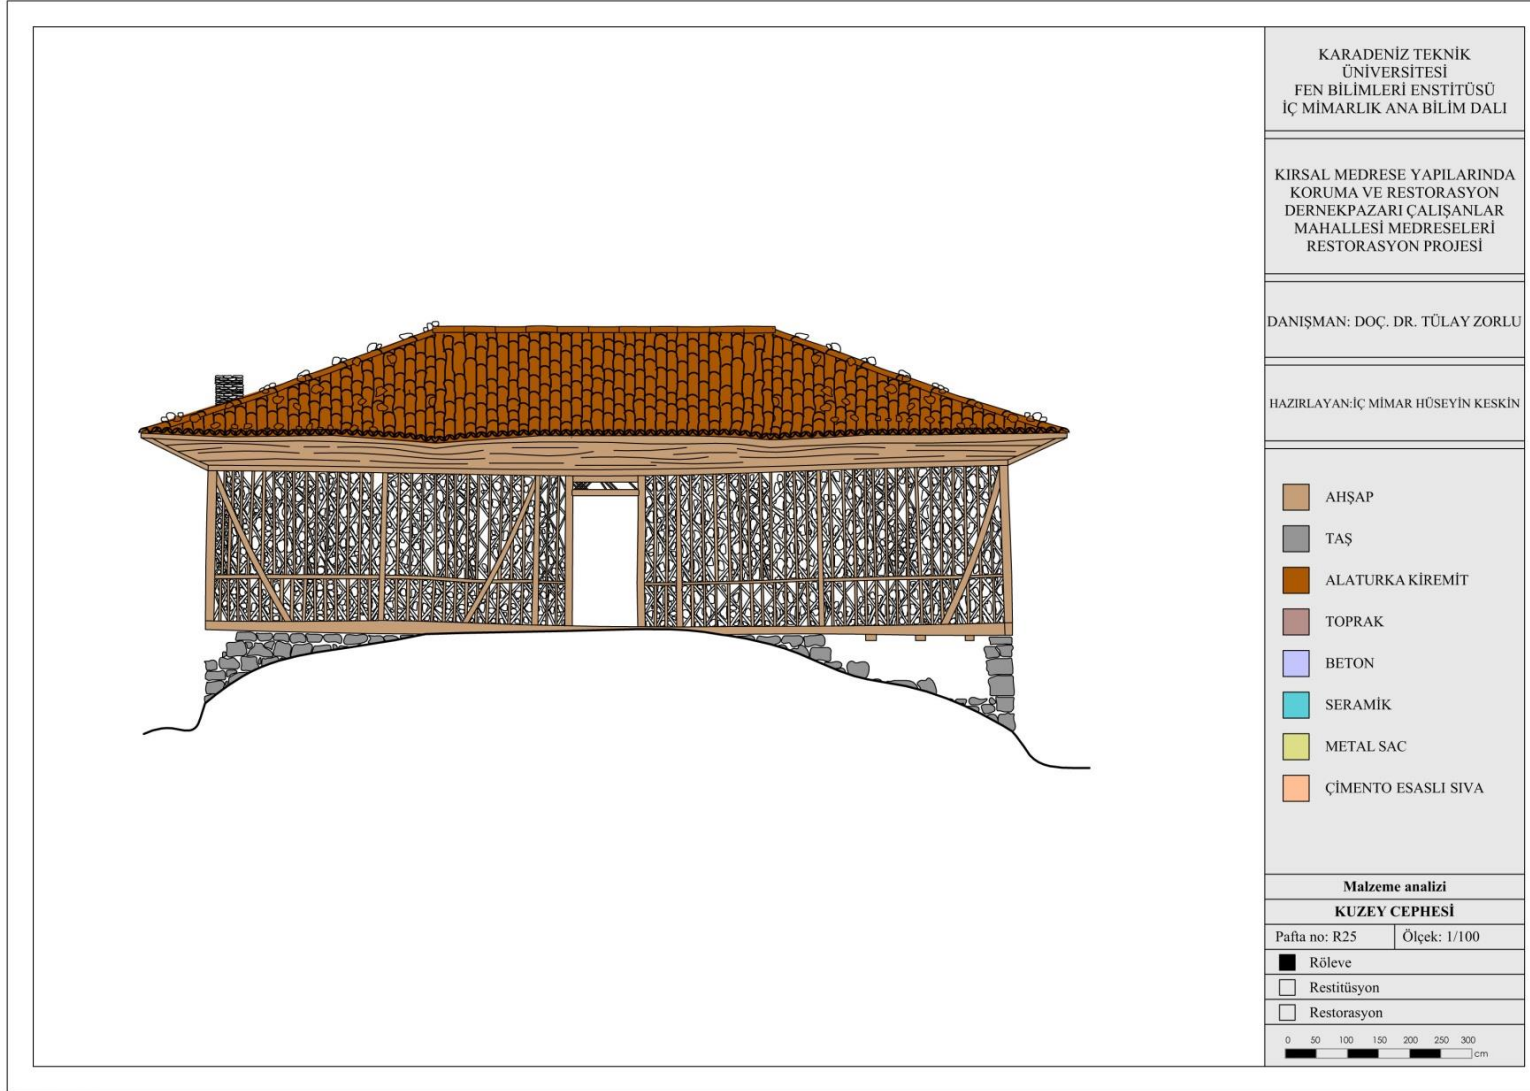 KARADENİZ TEKNİK
ÜNİVERSİTESİ
FEN BİLİMLERİ ENSTİTÜSÜ
İÇ MİMARLIK ANA BİLİM DALI
KIRSAL MEDRESE YAPILARINDA
KORUMA VE RESTORASYON
DERNEKPAZARI ÇALIŞANLAR
MAHALLESİ MEDRESELERİ
RESTORASYON PROJESİ
DANIŞMAN: DOÇ. DR. TÜLAY ZORLU
HAZIRLAYAN:İÇ MİMAR HÜSEYİN KESKİN
AHŞAP
TAŞ
ALATURKA KİREMİT
TOPRAK
BETON
SERAMİK
METAL SAC
ÇİMENTO ESASLI SIVA
Malzeme analizi
KUZEY CEPHESİ
Pafta no: R25 Ölçek: 1/100
Röleve
Restitüsyon
Restorasyon
0 50 100 150 200 250 300
cm